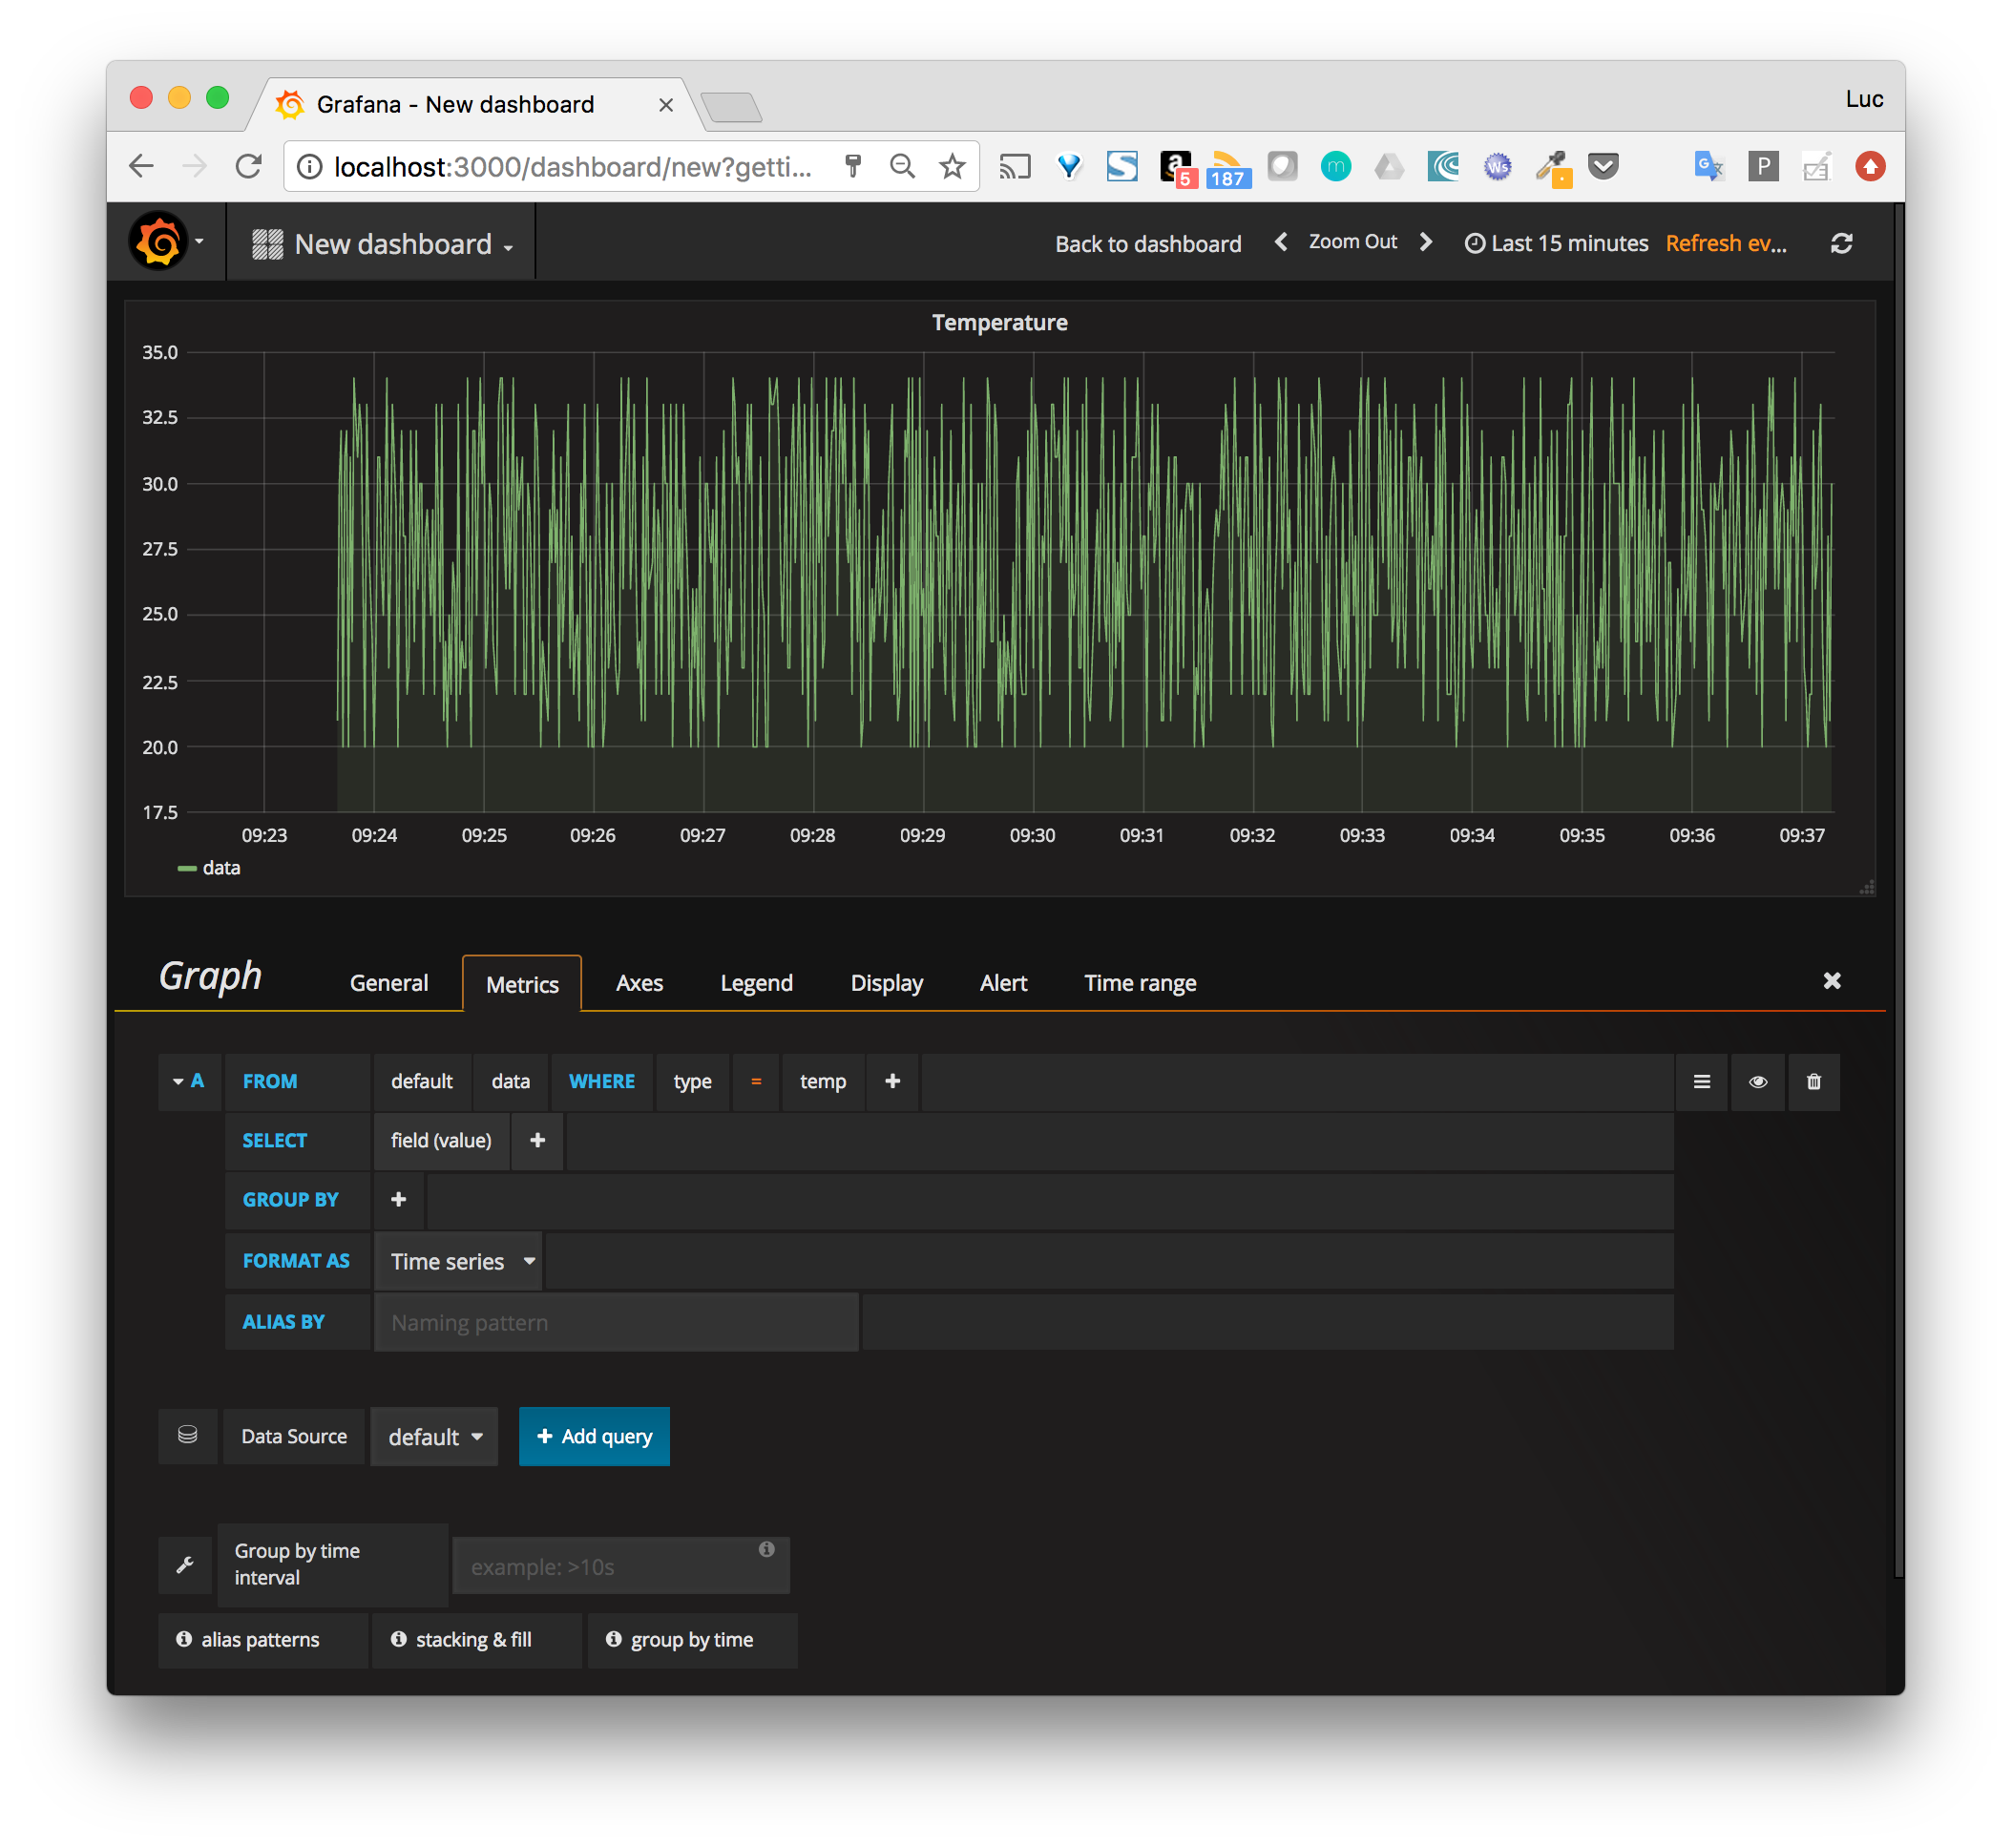 Grafana - New dashboard
Luc
localhost:3000/dashboard/new?getti...
5
187
m
Ws
G
P
New dashboard
Back to dashboard
Zoom Out
Last 15 minutes
Refresh ev...
Temperature
35.0
32.5
30.0
27.5
25.0
22.5
20.0
17.5
09:23 09:24 09:25 09:26 09:27 09:28 09:29 09:30 09:31 09:32 09:33 09:34 09:35 09:36 09:37
data
Graph General Metrics Axes Legend Display Alert Time range
A FROM default data WHERE type = temp +
SELECT field (value) +
GROUP BY +
FORMAT AS Time series
ALIAS BY Naming pattern
Data Source default + Add query
Group by time
interval
example: >10s
alias patterns stacking & fill group by time